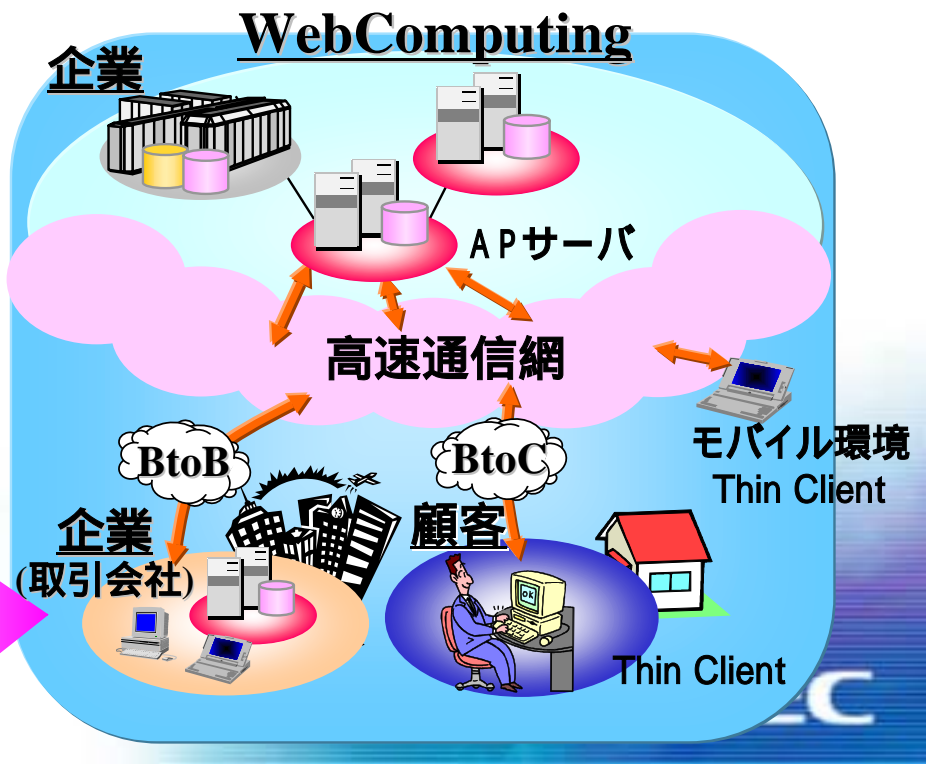 WebComputing
企業
APサーバ
高速通信網
BtoB
BtoC
モバイル環境
Thin Client
企業
(取引会社)
顧客
ok
Thin Client